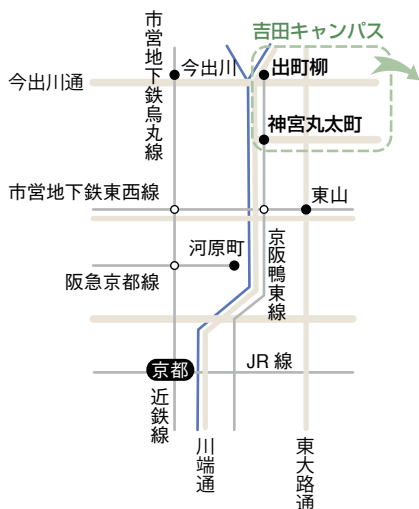 吉田キャンパス
市営地下鉄烏丸線
今出川
出町柳
今出川通
神宮丸太町
市営地下鉄東西線
東山
河原町
京阪鴨東線
阪急京都線
京都
JR 線
近鉄線
川端通
東大路通